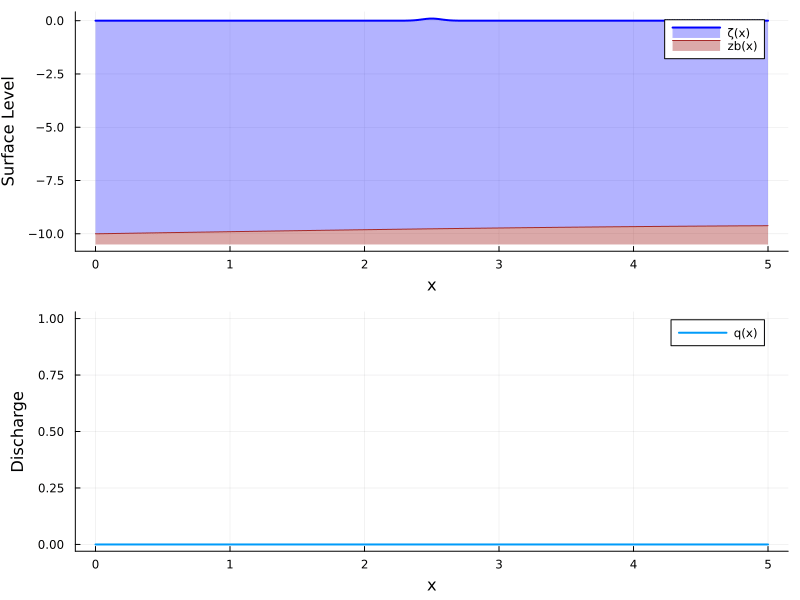 0.0
ζ(x)
zb(x)
−2.5
Surface Level
−5.0
−7.5
−10.0
0 1 2 3 4 5
x
1.00
q(x)
0.75
Discharge
0.50
0.25
0.00
0 1 2 3 4 5
x